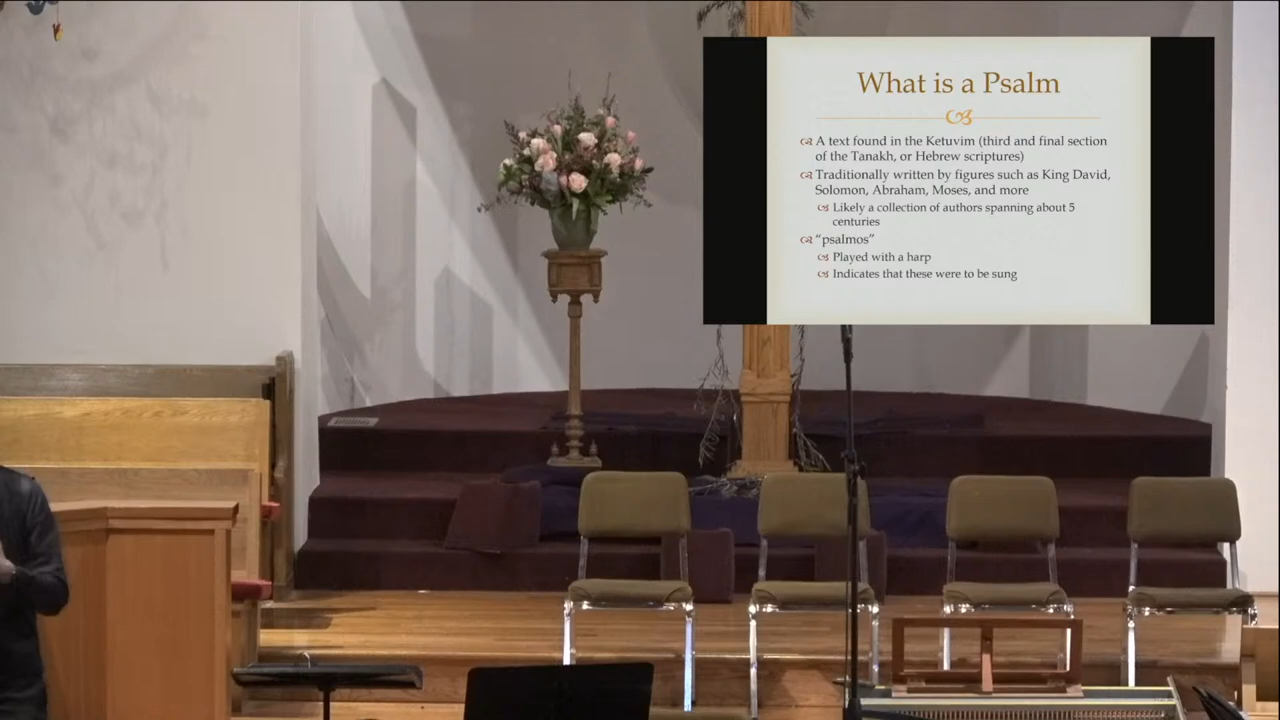 What is a Psalm
A text found in the Ketuvim (third and final section
of the Tanakh, or Hebrew scriptures)
Traditionally written by figures such as King David,
Solomon, Abraham, Moses, and more
Likely a collection of authors spanning about 5
centuries
“psalmos”
Played with a harp
Indicates that these were to be sung